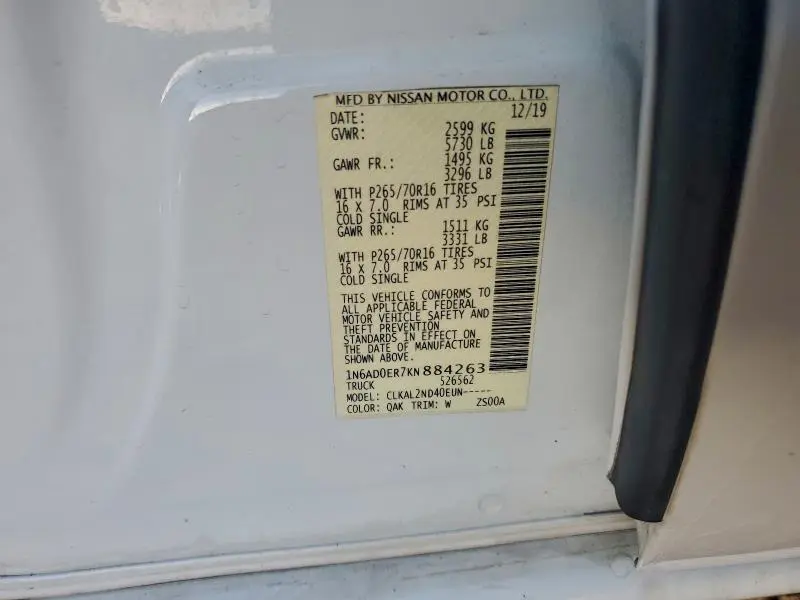 MFD BY NISSAN MOTOR CO., LTD.
DATE: 12/19
GVWR: 2599 KG
5730 LB
GAWR FR.: 1495 KG
3296 LB
WITH P265/70R16 TIRES
16 X 7.0 RIMS AT 35 PSI
COLD SINGLE
GAWR RR.: 1511 KG
3331 LB
WITH P265/70R16 TIRES
16 X 7.0 RIMS AT 35 PSI
COLD SINGLE
THIS VEHICLE CONFORMS TO
ALL APPLICABLE FEDERAL
MOTOR VEHICLE SAFETY AND
THEFT PREVENTION
STANDARDS IN EFFECT ON
THE DATE OF MANUFACTURE
SHOWN ABOVE.
1N6AD0ER7KN 884263
TRUCK 526562
MODEL: CLKAL2ND40EUN-----
COLOR: QAK TRIM: W ZS00A